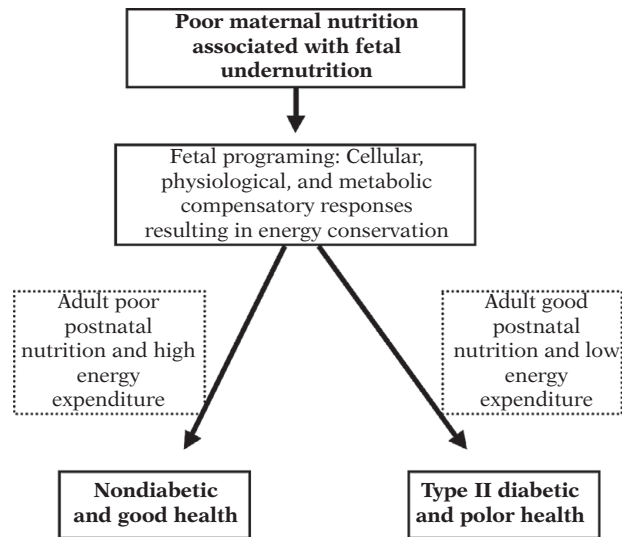 Poor maternal nutrition
associated with fetal
undernutrition
Fetal programing: Cellular,
physiological, and metabolic
compensatory responses
resulting in energy conservation
Adult poor
postnatal
nutrition and high
energy
expenditure
Adult good
postnatal
nutrition and low
energy
expenditure
Nondiabetic
and good health
Type II diabetic
and polor health